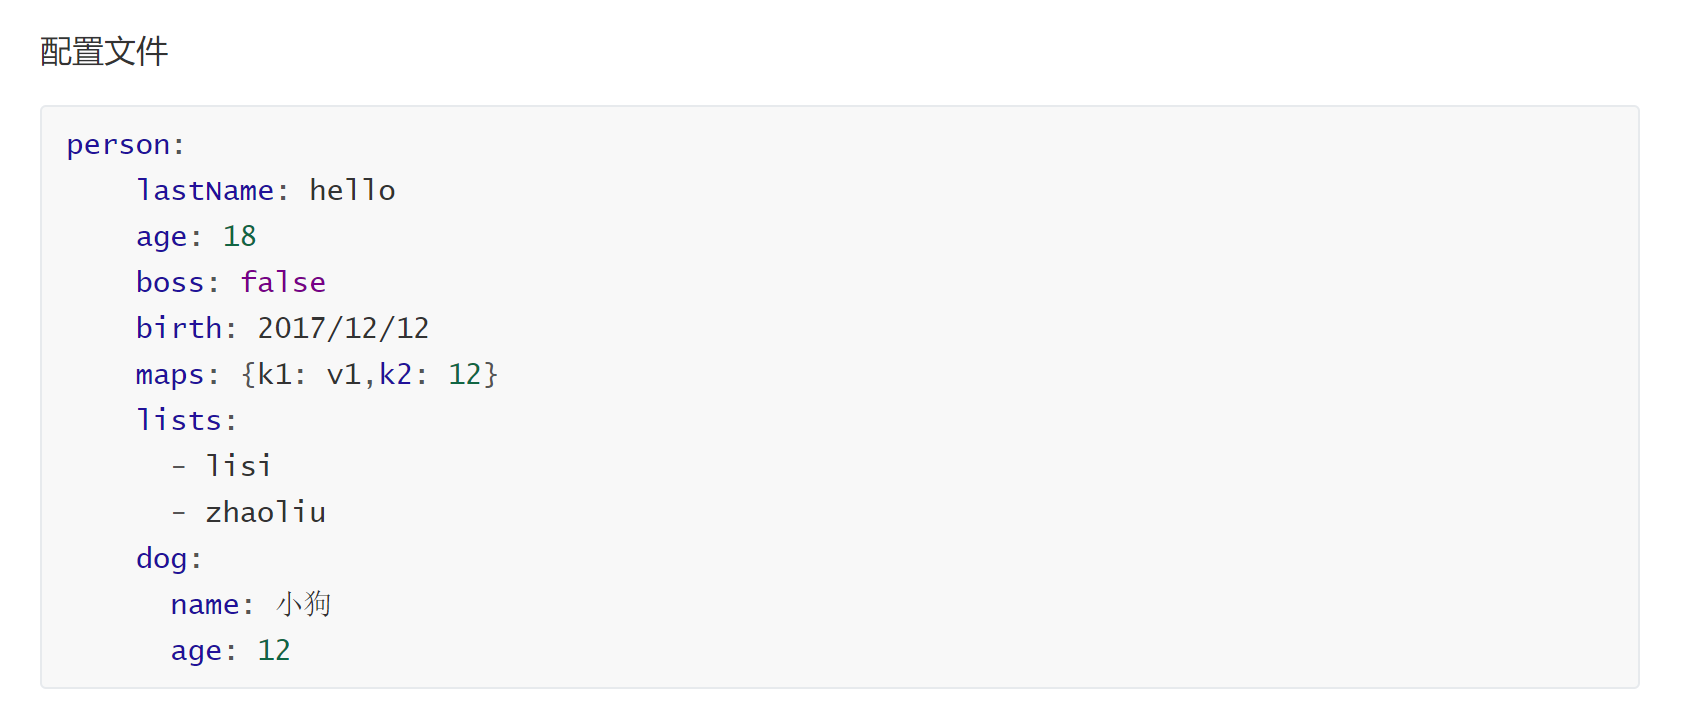 配置文件
person:
    lastName: hello
    age: 18
    boss: false
    birth: 2017/12/12
    maps: {k1: v1,k2: 12}
    lists:
      - lisi
      - zhaoliu
    dog:
      name: 小狗
      age: 12